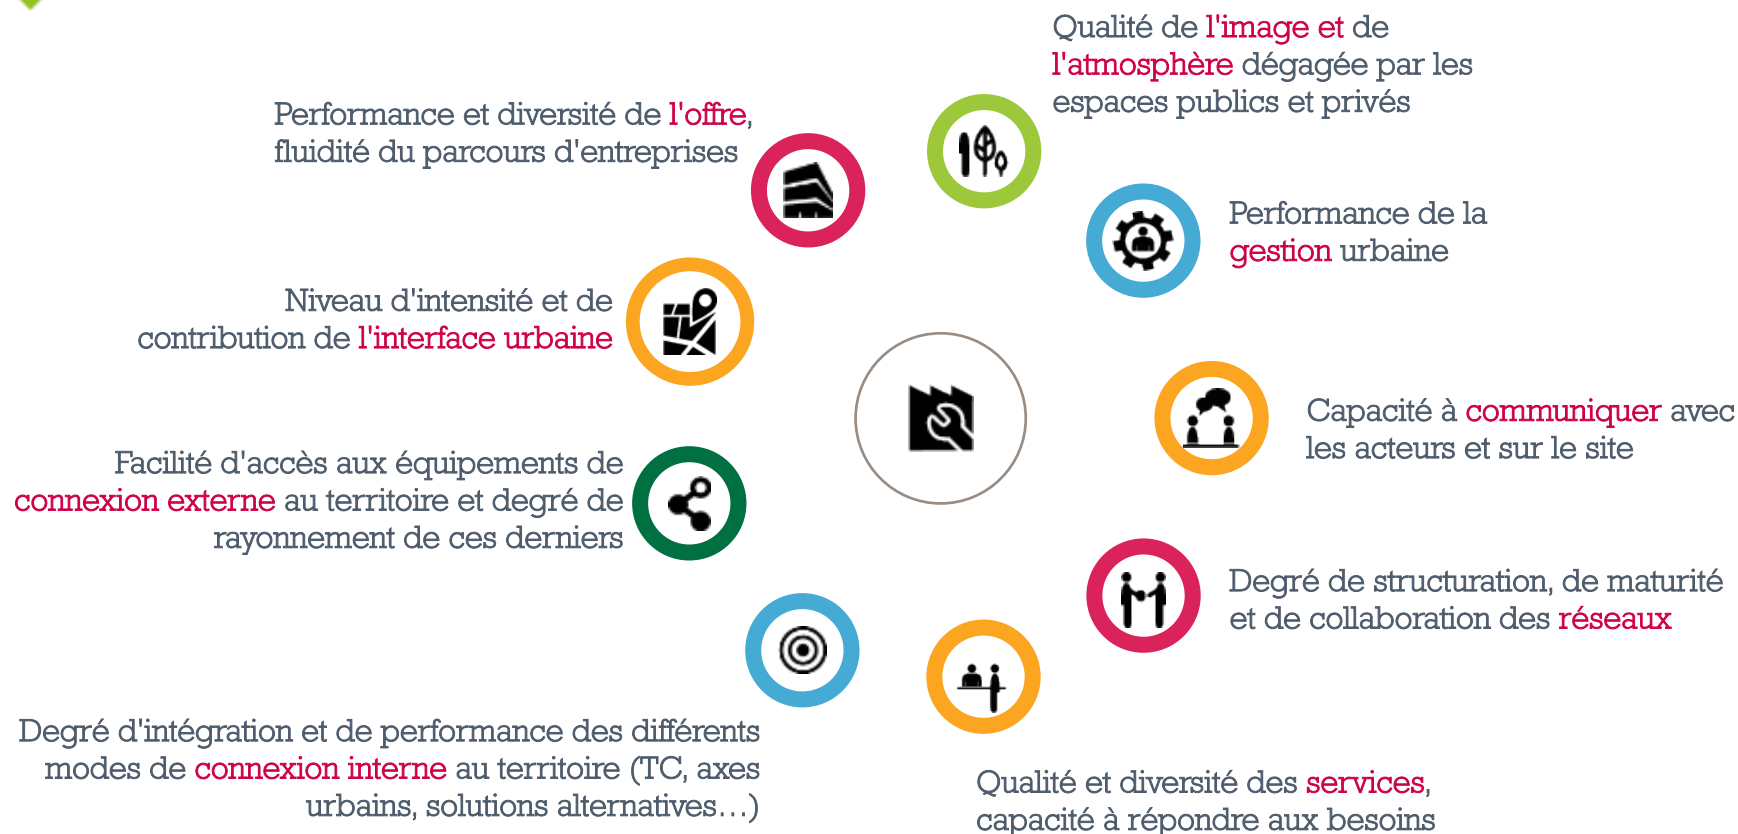 Qualité de l'image et de
l'atmosphère dégagée par les
espaces publics et privés
Performance et diversité de l'offre,
fluidité du parcours d'entreprises
Performance de la
gestion urbaine
Niveau d'intensité et de
contribution de l'interface urbaine
Capacité à communiquer avec
les acteurs et sur le site
Facilité d'accès aux équipements de
connexion externe au territoire et degré de
rayonnement de ces derniers
Degré de structuration, de maturité
et de collaboration des réseaux
Degré d'intégration et de performance des différents
modes de connexion interne au territoire (TC, axes
urbains, solutions alternatives...)
Qualité et diversité des services,
capacité à répondre aux besoins